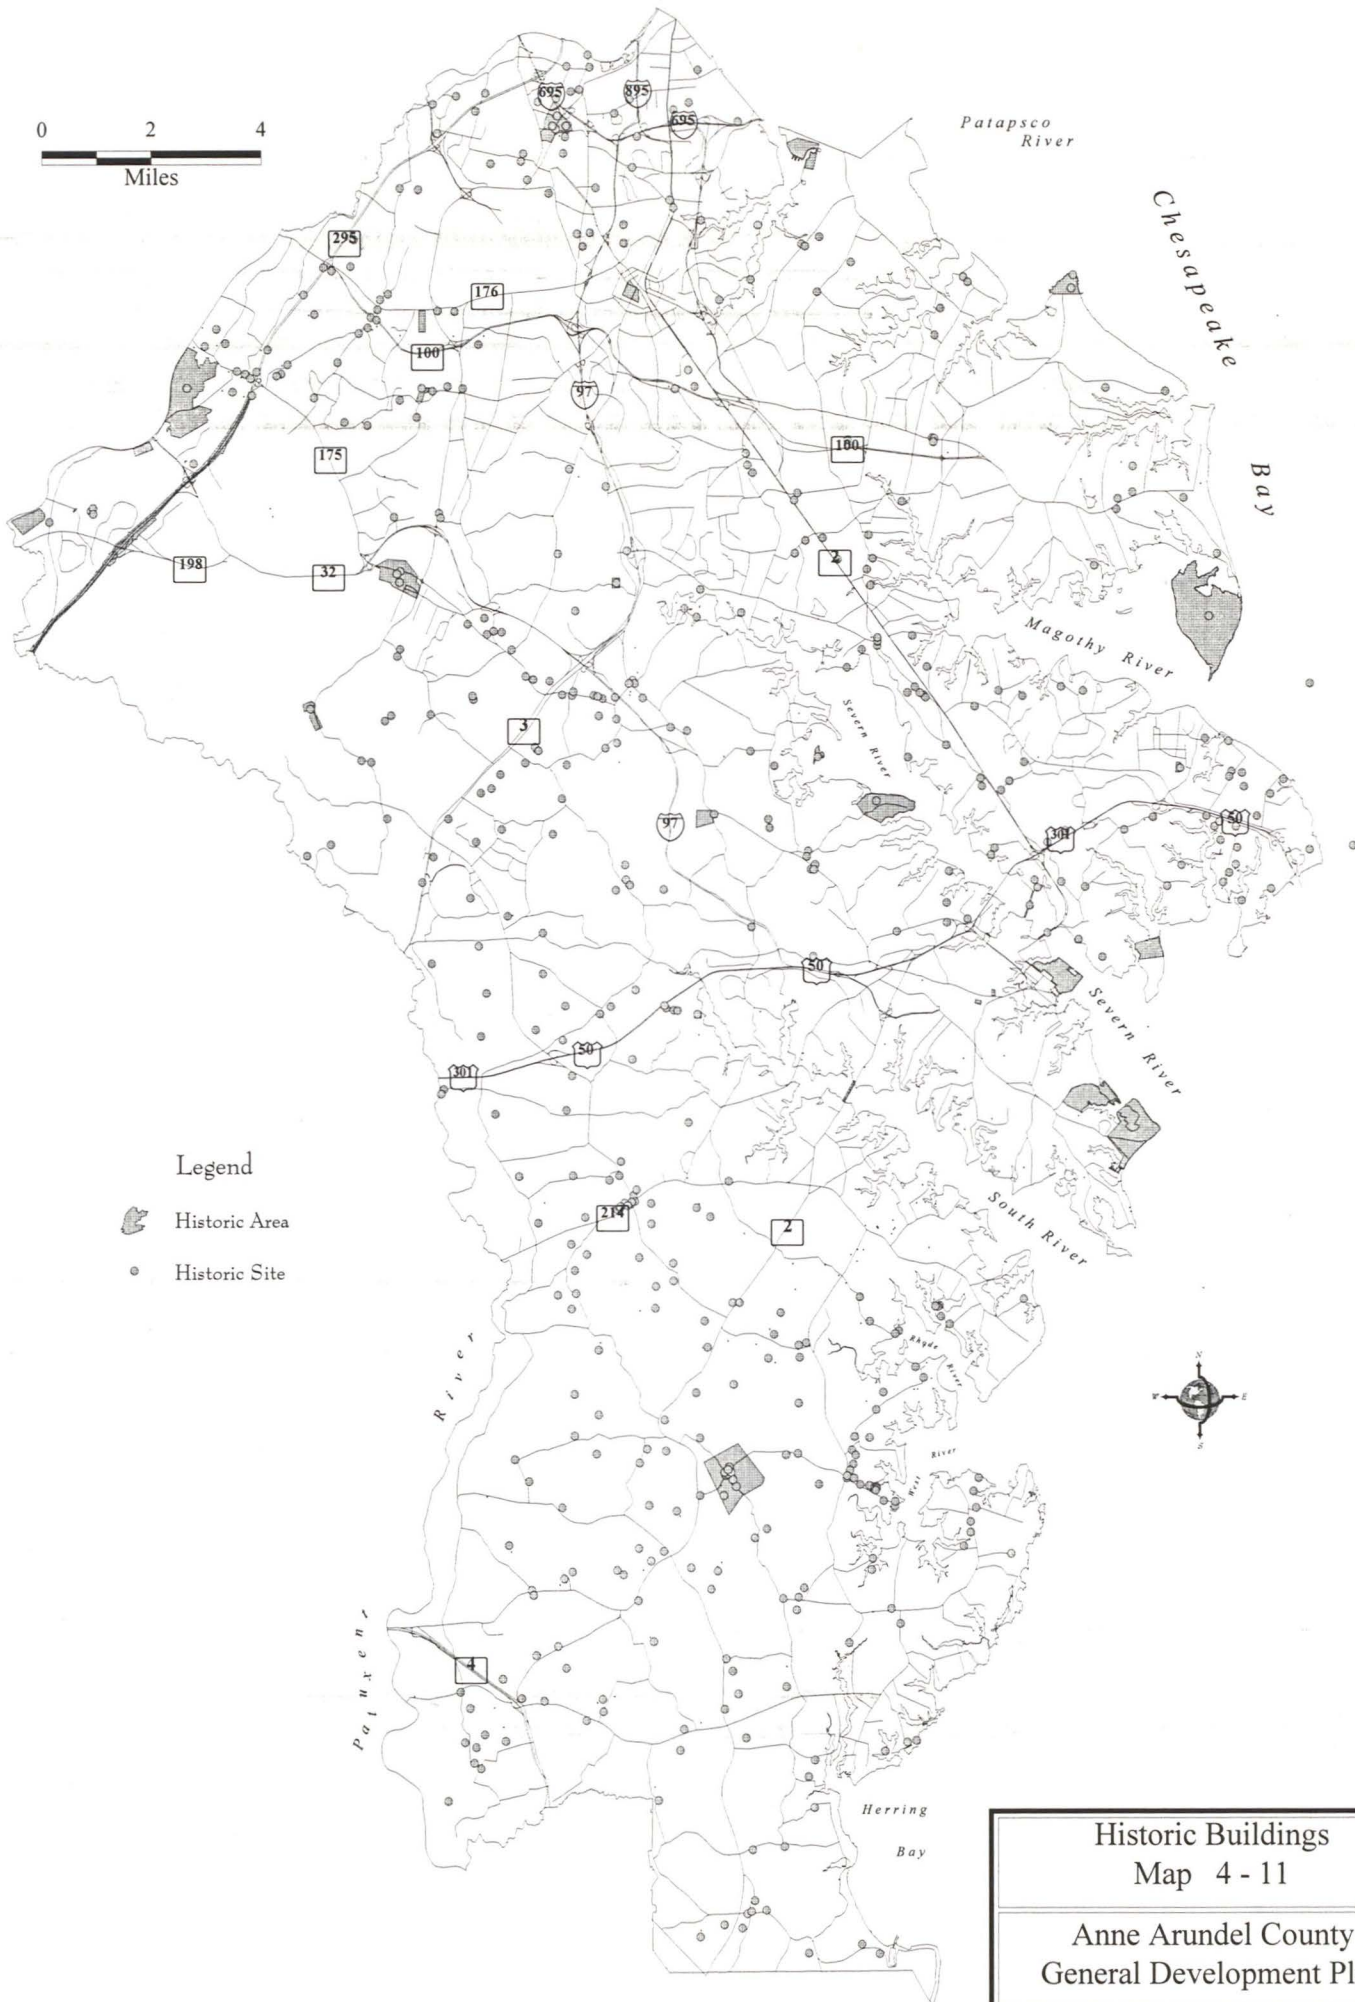 695
895
695
0 2 4
Miles
Patapsco
River
Chesapeake
Bay
295
176
100
97
175
100
198
32
2
Magothy River
Severn River
3
97
301
50
50
Severn River
50
301
Legend
Historic Area
Historic Site
214
2
South River
Rhode River
N
W E
S
West River
Patuxent River
4
Herring
Bay
Historic Buildings
Map 4 - 11
Anne Arundel County
General Development Pl